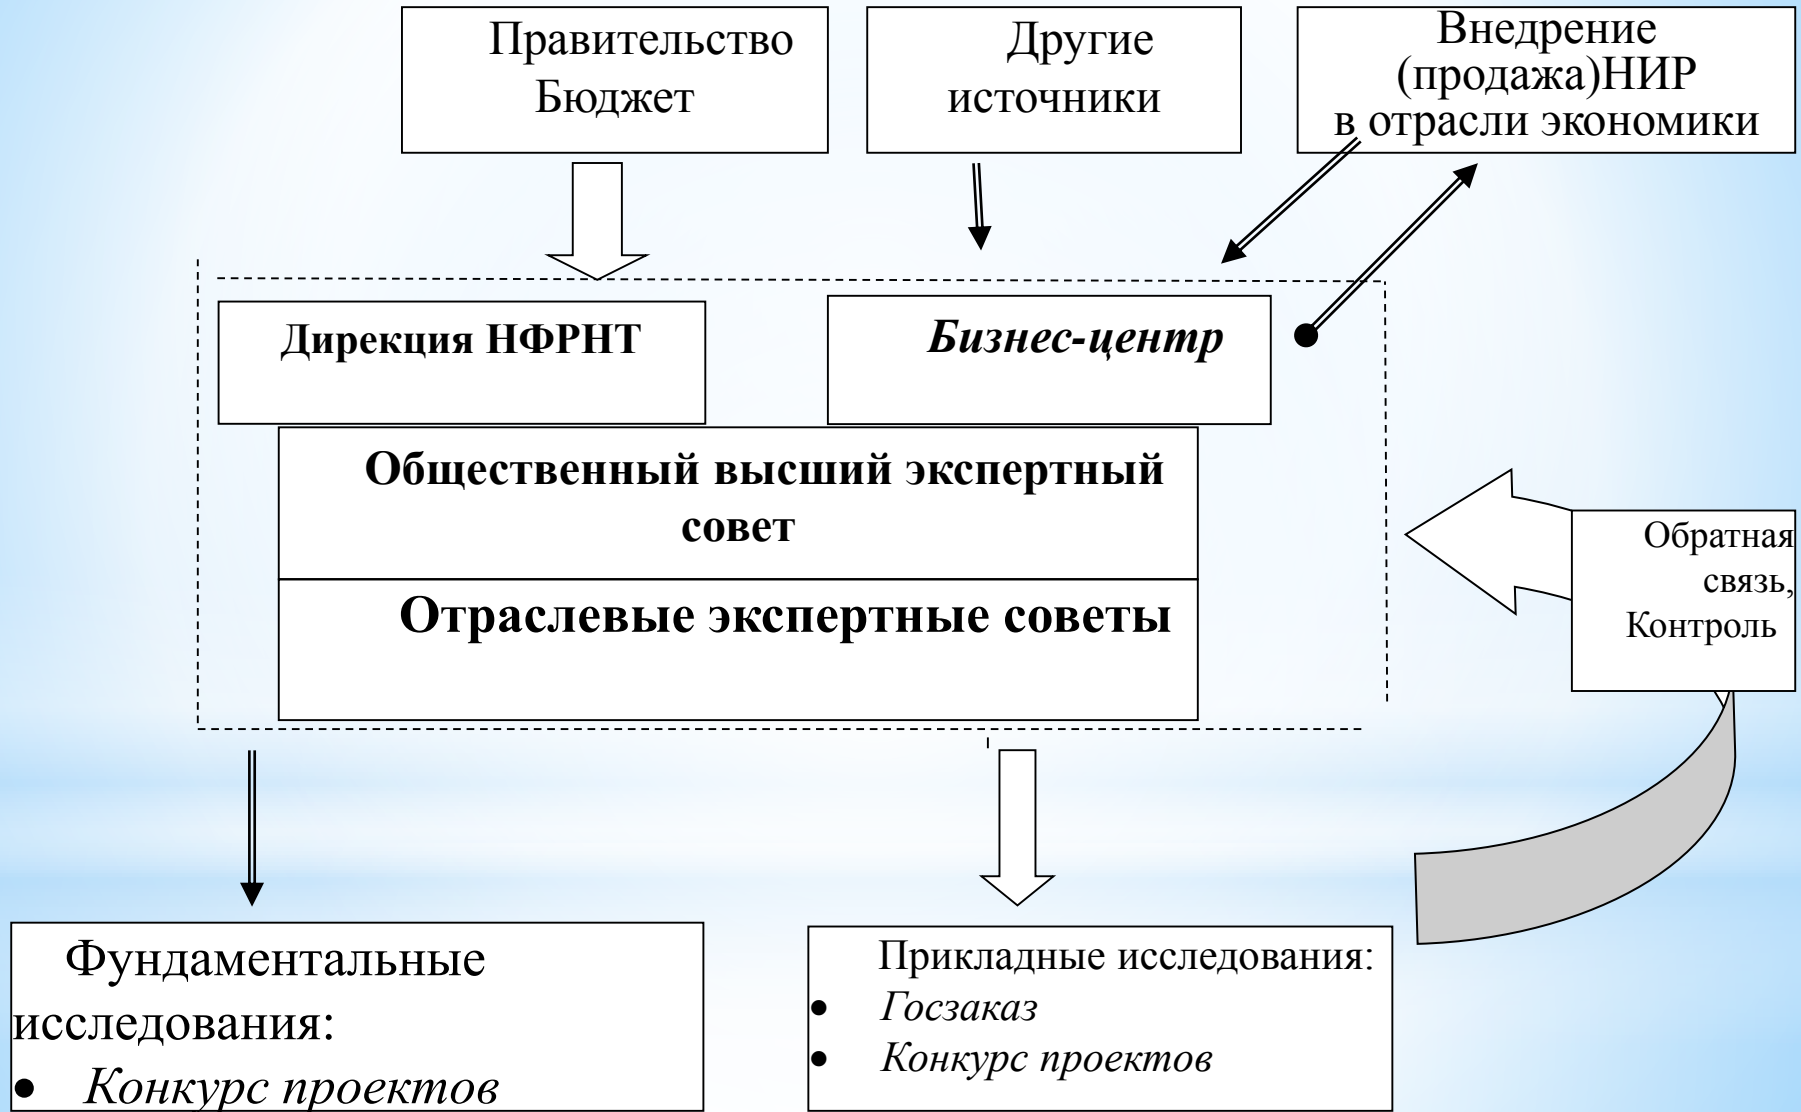 Правительство
Бюджет
Другие
источники
Внедрение
(продажа)НИР
в отрасли экономики
Дирекция НФРНТ
Бизнес-центр
Общественный высший экспертный
совет
Отраслевые экспертные советы
Обратная
связь,
Контроль
Фундаментальные
исследования:
• Конкурс проектов
Прикладные исследования:
• Госзаказ
• Конкурс проектов